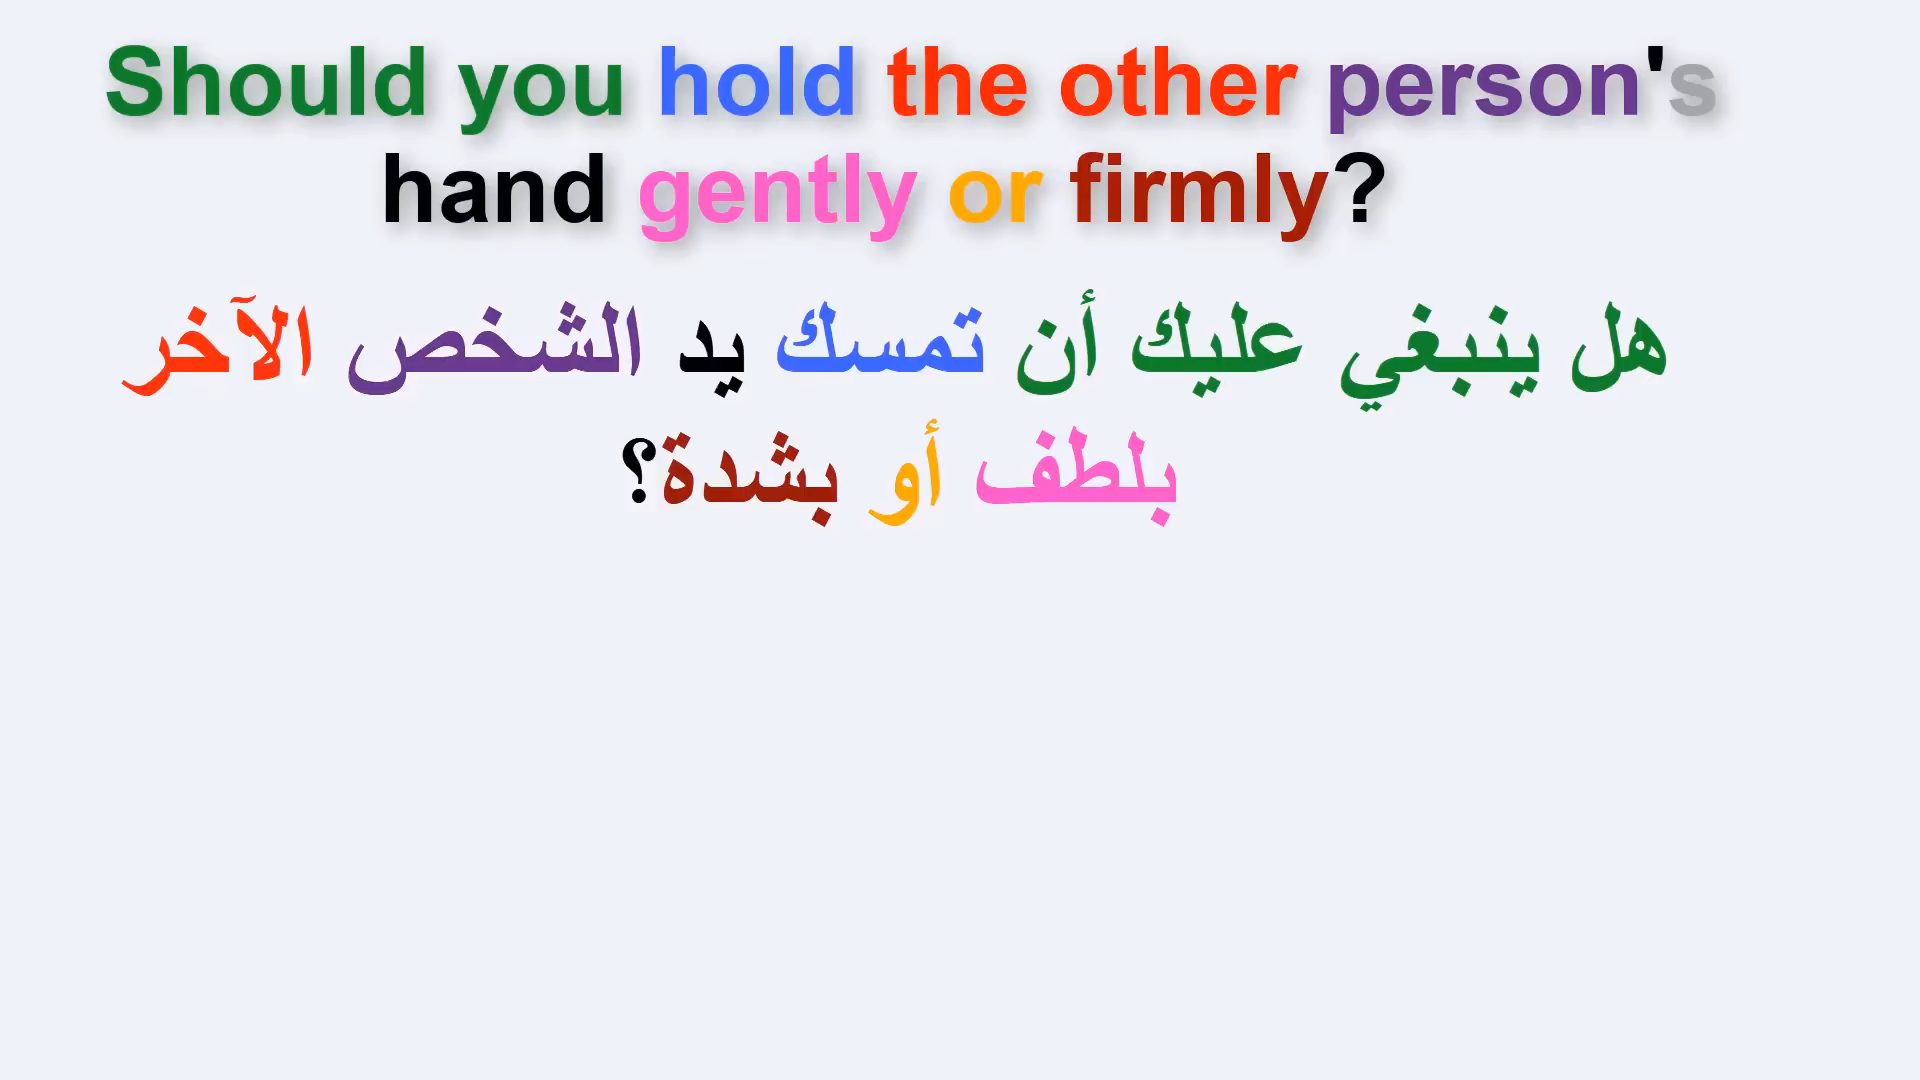 Should you hold the other person's
hand gently or firmly?
هل ينبغي عليك أن تمسك يد الشخص الآخر
بلطف أو بشدة؟